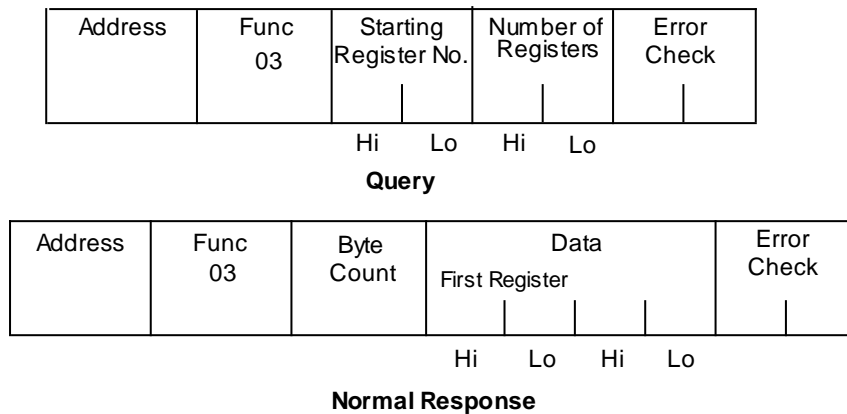 Address Func 03 Starting Register No. Number of Registers Error Check
Hi Lo Hi Lo
Query
Address Func 03 Byte Count Data First Register Error Check
Hi Lo Hi Lo
Normal Response